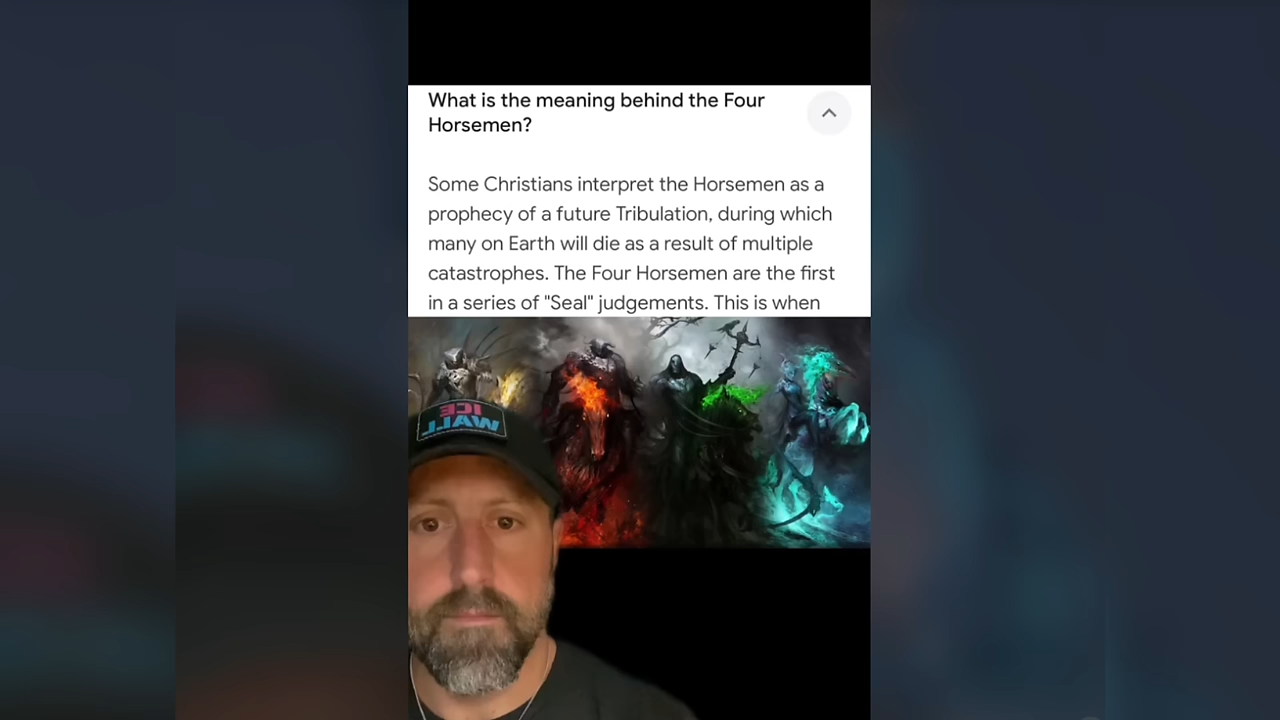 What is the meaning behind the Four
Horsemen?
Some Christians interpret the Horsemen as a
prophecy of a future Tribulation, during which
many on Earth will die as a result of multiple
catastrophes. The Four Horsemen are the first
in a series of "Seal" judgements. This is when
ICE
WALL